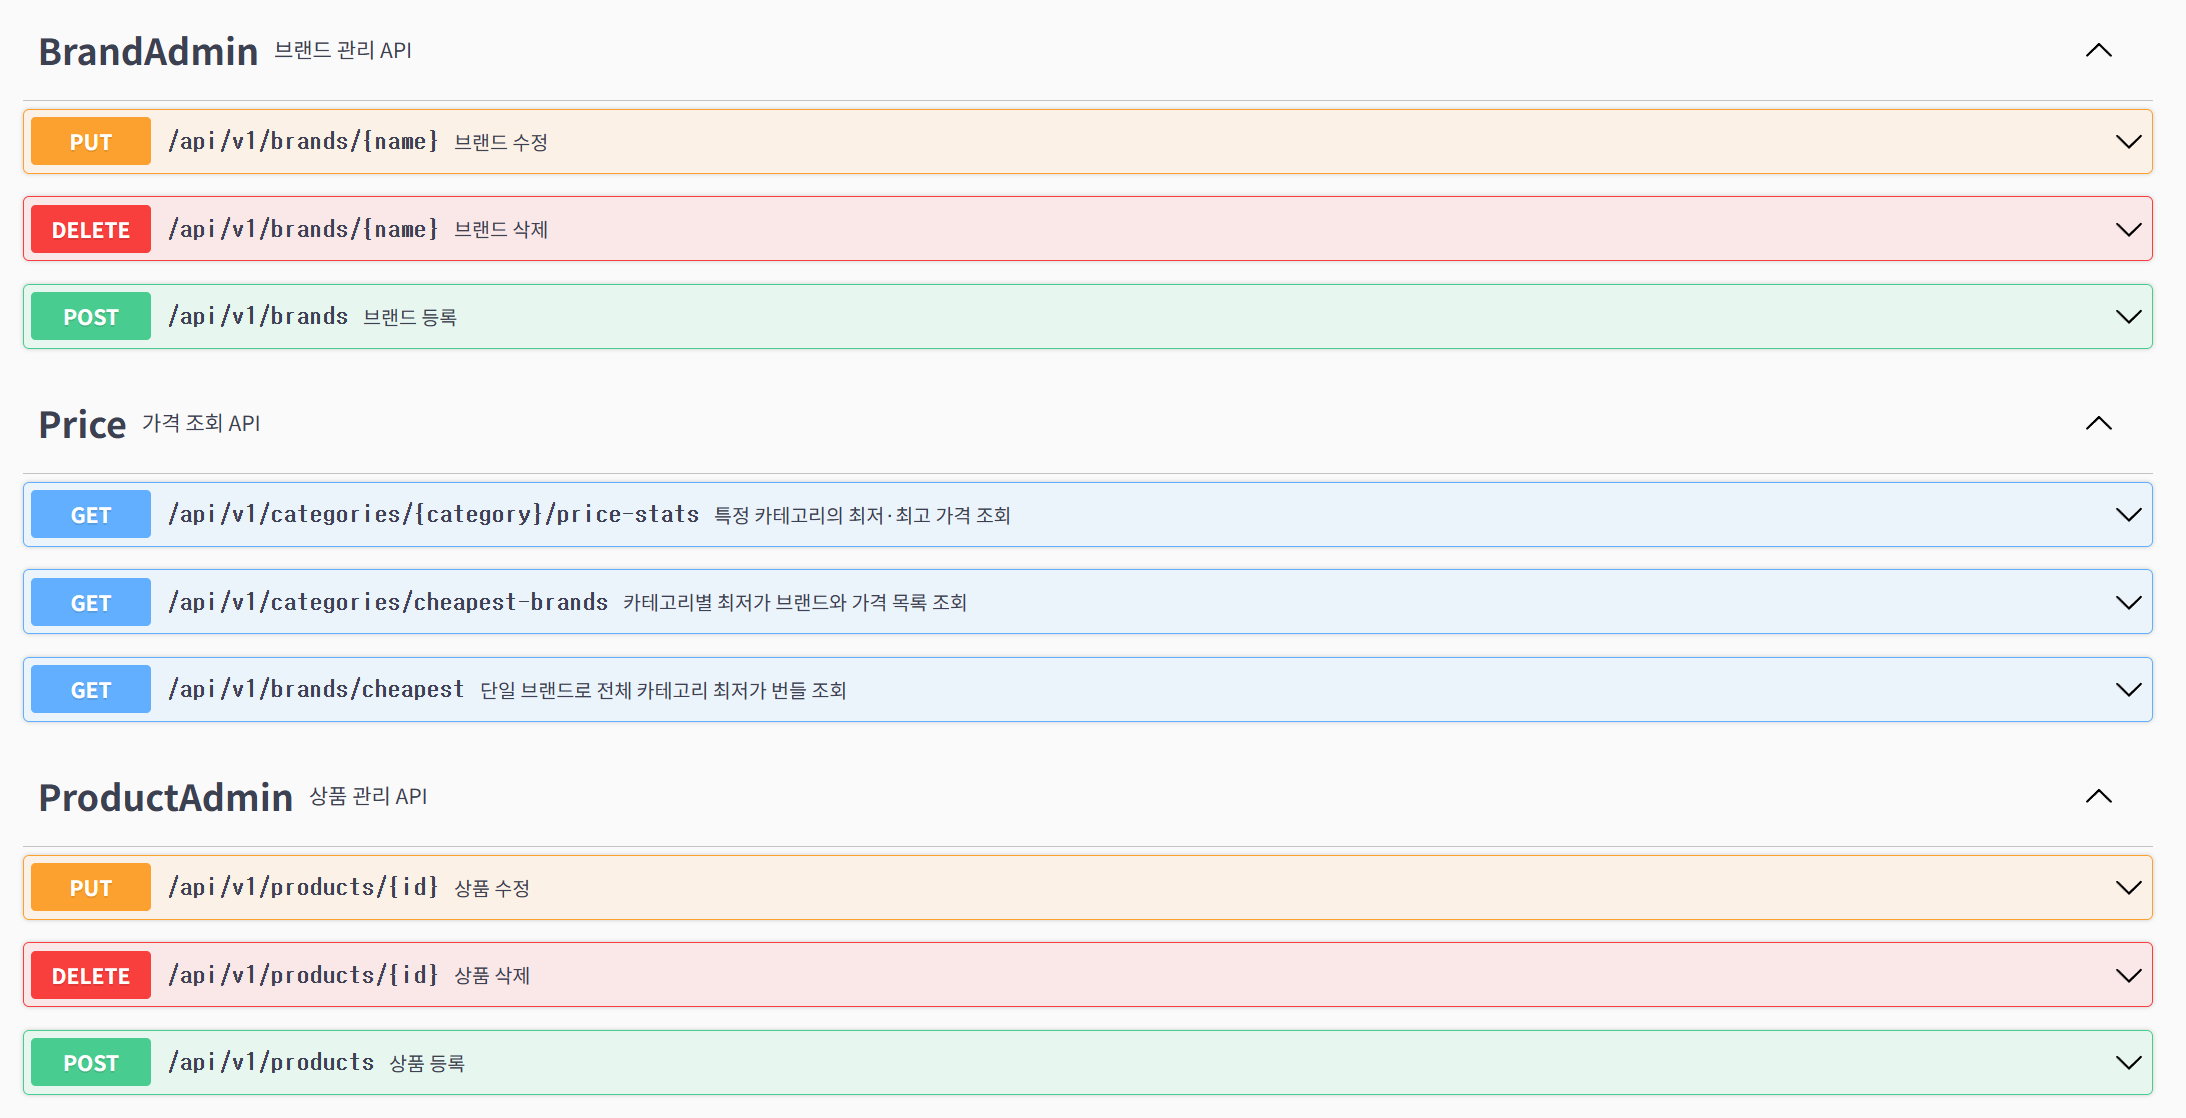 BrandAdmin 브랜드 관리 API
PUT /api/v1/brands/{name} 브랜드 수정
DELETE /api/v1/brands/{name} 브랜드 삭제
POST /api/v1/brands 브랜드 등록
Price 가격 조회 API
GET /api/v1/categories/{category}/price-stats 특정 카테고리의 최저·최고 가격 조회
GET /api/v1/categories/cheapest-brands 카테고리별 최저가 브랜드와 가격 목록 조회
GET /api/v1/brands/cheapest 단일 브랜드로 전체 카테고리 최저가 번들 조회
ProductAdmin 상품 관리 API
PUT /api/v1/products/{id} 상품 수정
DELETE /api/v1/products/{id} 상품 삭제
POST /api/v1/products 상품 등록